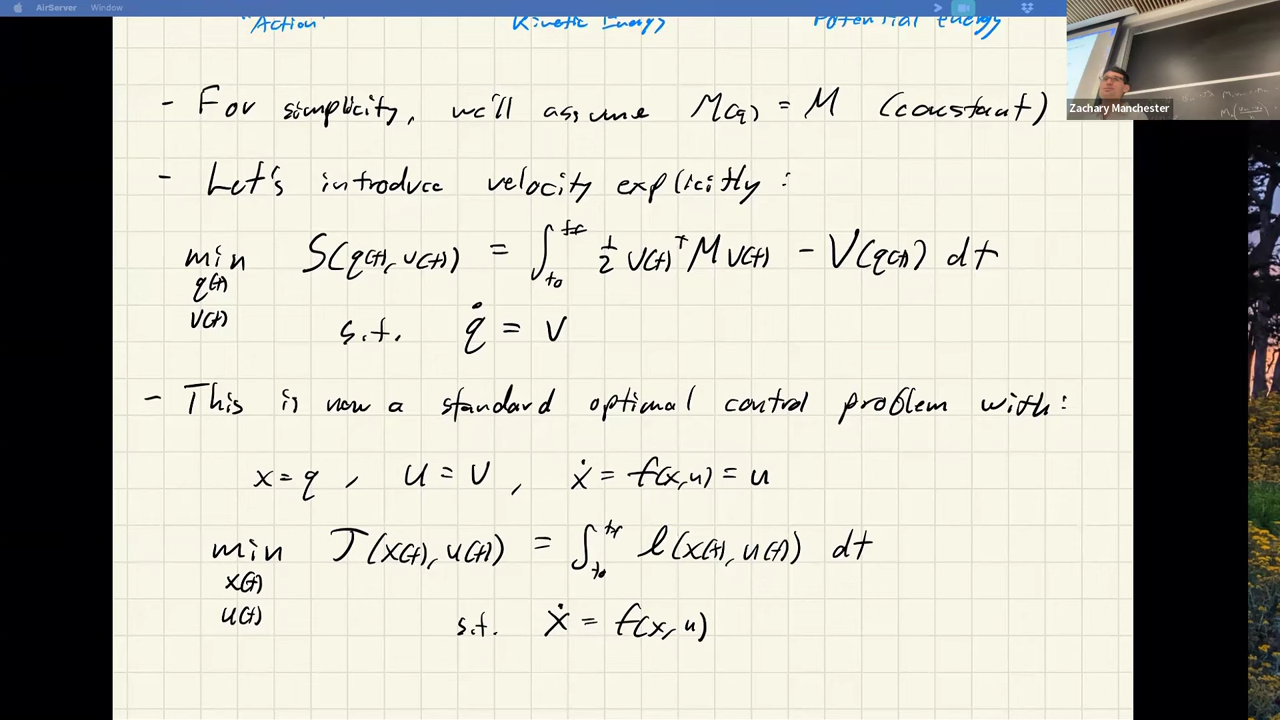 AirServer Window
"Action" Kinetic Energy Potential Energy
- For simplicity, we'll assume M(q) = M (constant)
Zachary Manchester
- Let's introduce velocity explicitly:
min S(q(t), v(t)) = ∫ 1/2 v(t)ᵀ M v(t) - V(q(t)) dt
q(t)
v(t)
t0
tf
s.t. q̇ = v
- This is now a standard optimal control problem with:
x = q , u = v , ẋ = f(x,u) = u
min J(x(t), u(t)) = ∫ l(x(t), u(t)) dt
x(t)
u(t)
t0
tf
s.t. ẋ = f(x,u)